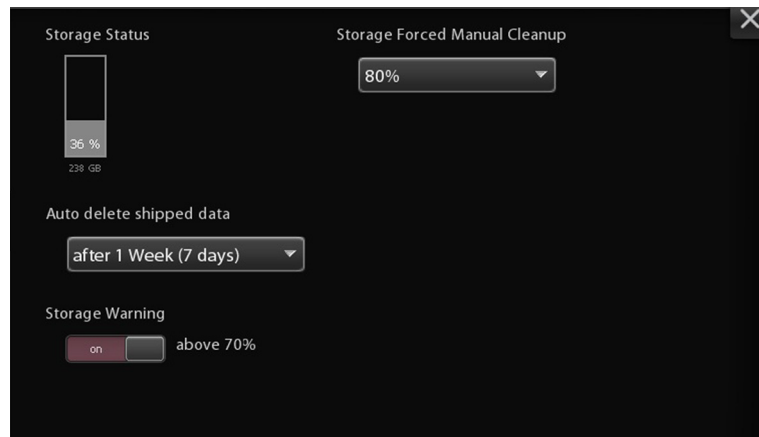 Storage Status
Storage Forced Manual Cleanup
80%
36 %
238 GB
Auto delete shipped data
after 1 Week (7 days)
Storage Warning
on
above 70%